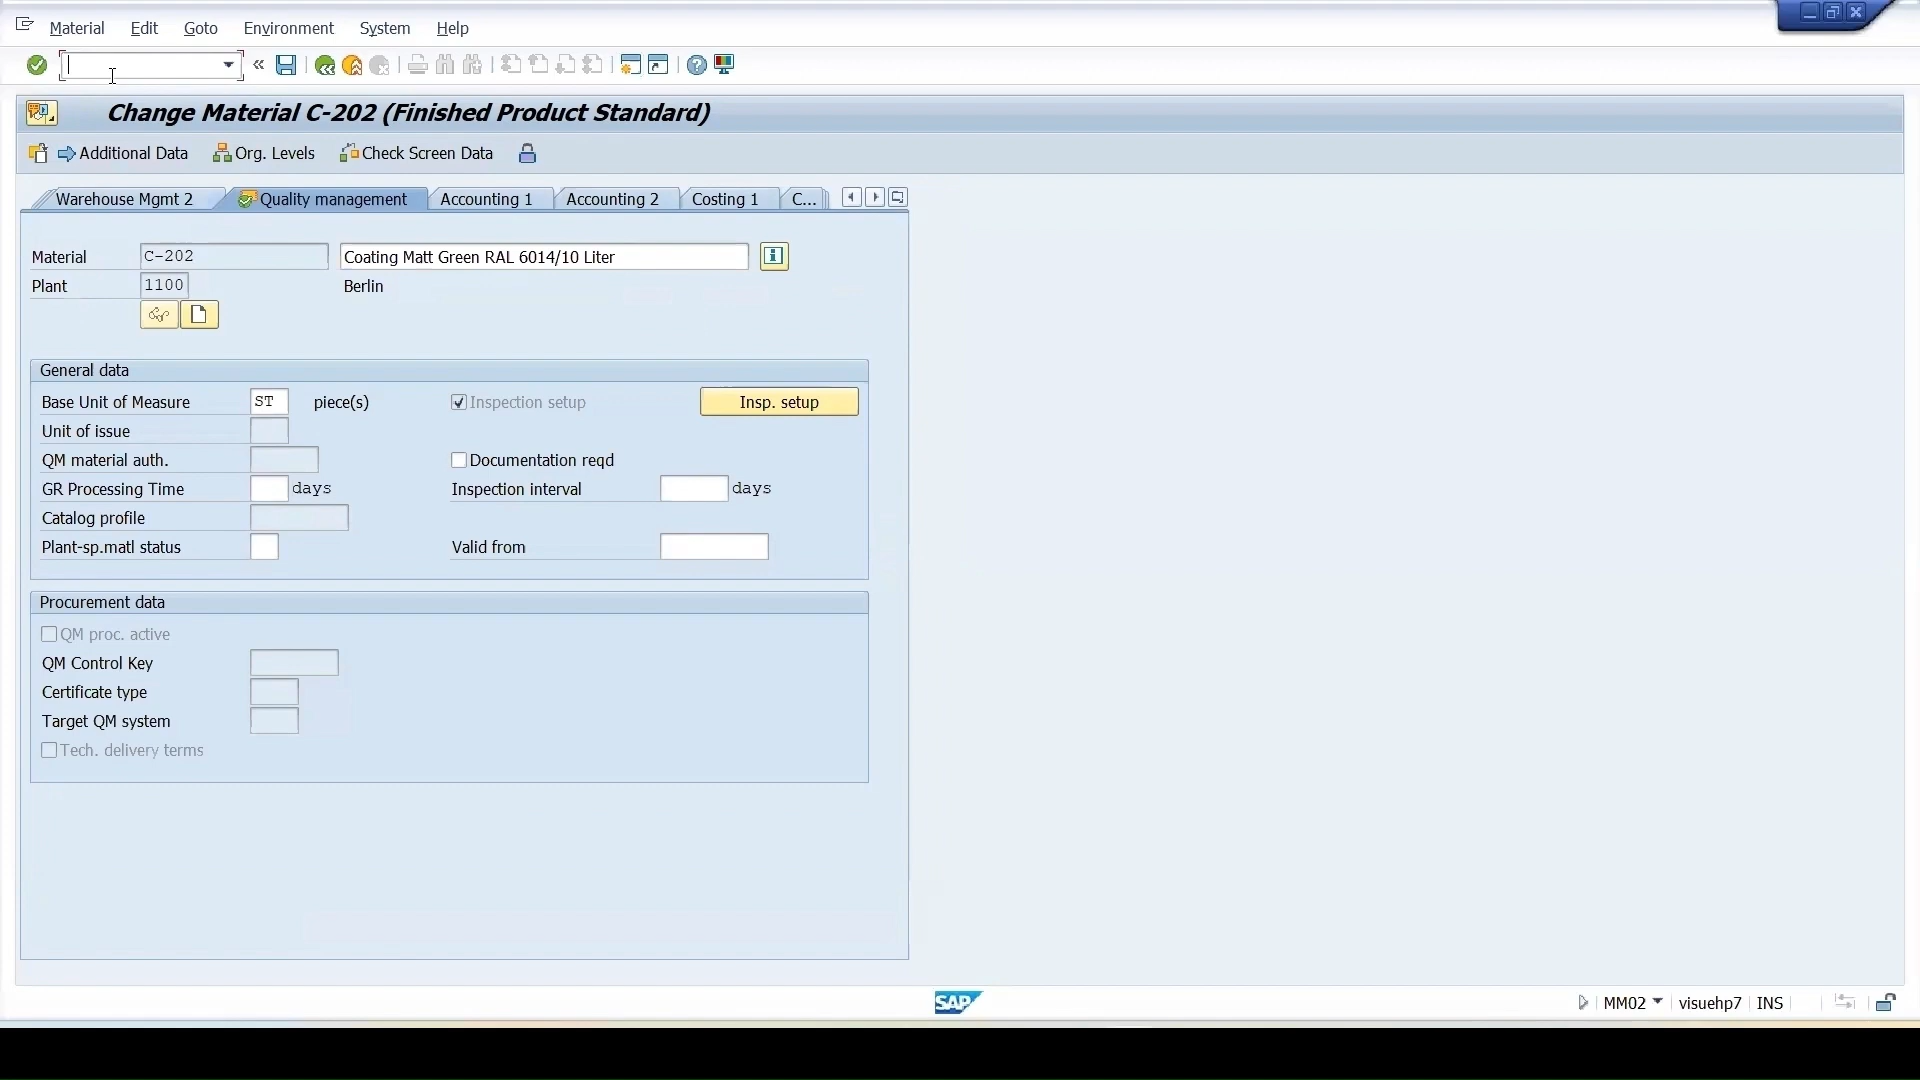 Material Edit Goto Environment System Help
Change Material C-202 (Finished Product Standard)
Additional Data Org. Levels Check Screen Data
Warehouse Mgmt 2 Quality management Accounting 1 Accounting 2 Costing 1 C...
Material C-202 Coating Matt Green RAL 6014/10 Liter
Plant 1100 Berlin
General data
Base Unit of Measure ST piece(s) Inspection setup Insp. setup
Unit of issue
QM material auth. Documentation reqd
GR Processing Time days Inspection interval days
Catalog profile
Plant-sp.matl status Valid from
Procurement data
QM proc. active
QM Control Key
Certificate type
Target QM system
Tech. delivery terms
SAP MM02 visuehp7 INS